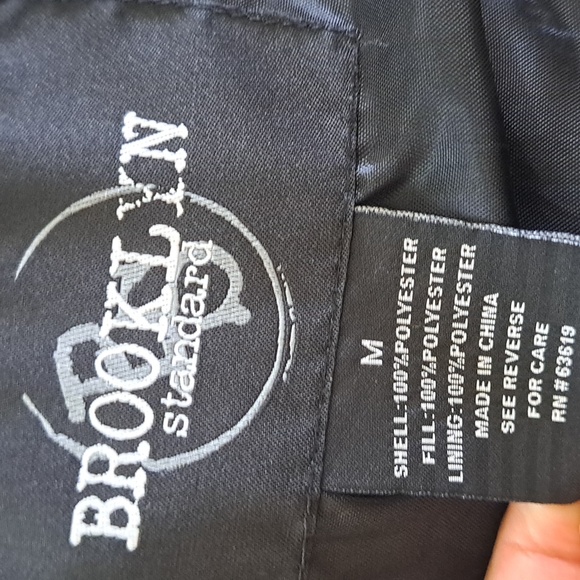 BROOKLYN
standard
M
SHELL:100%POLYESTER
FILL:100%POLYESTER
LINING:100%POLYESTER
MADE IN CHINA
SEE REVERSE
FOR CARE
RN#63619